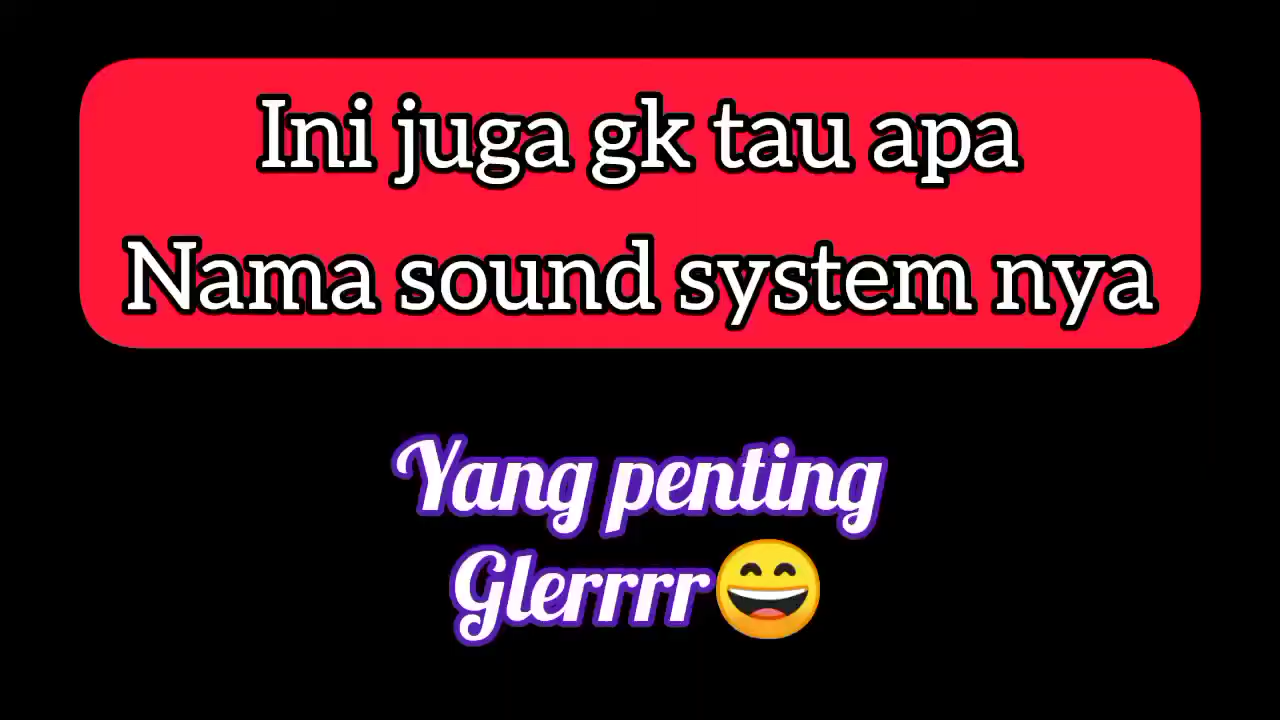 Ini juga gk tau apa
Nama sound system nya
Yang penting
Glerrrr😄